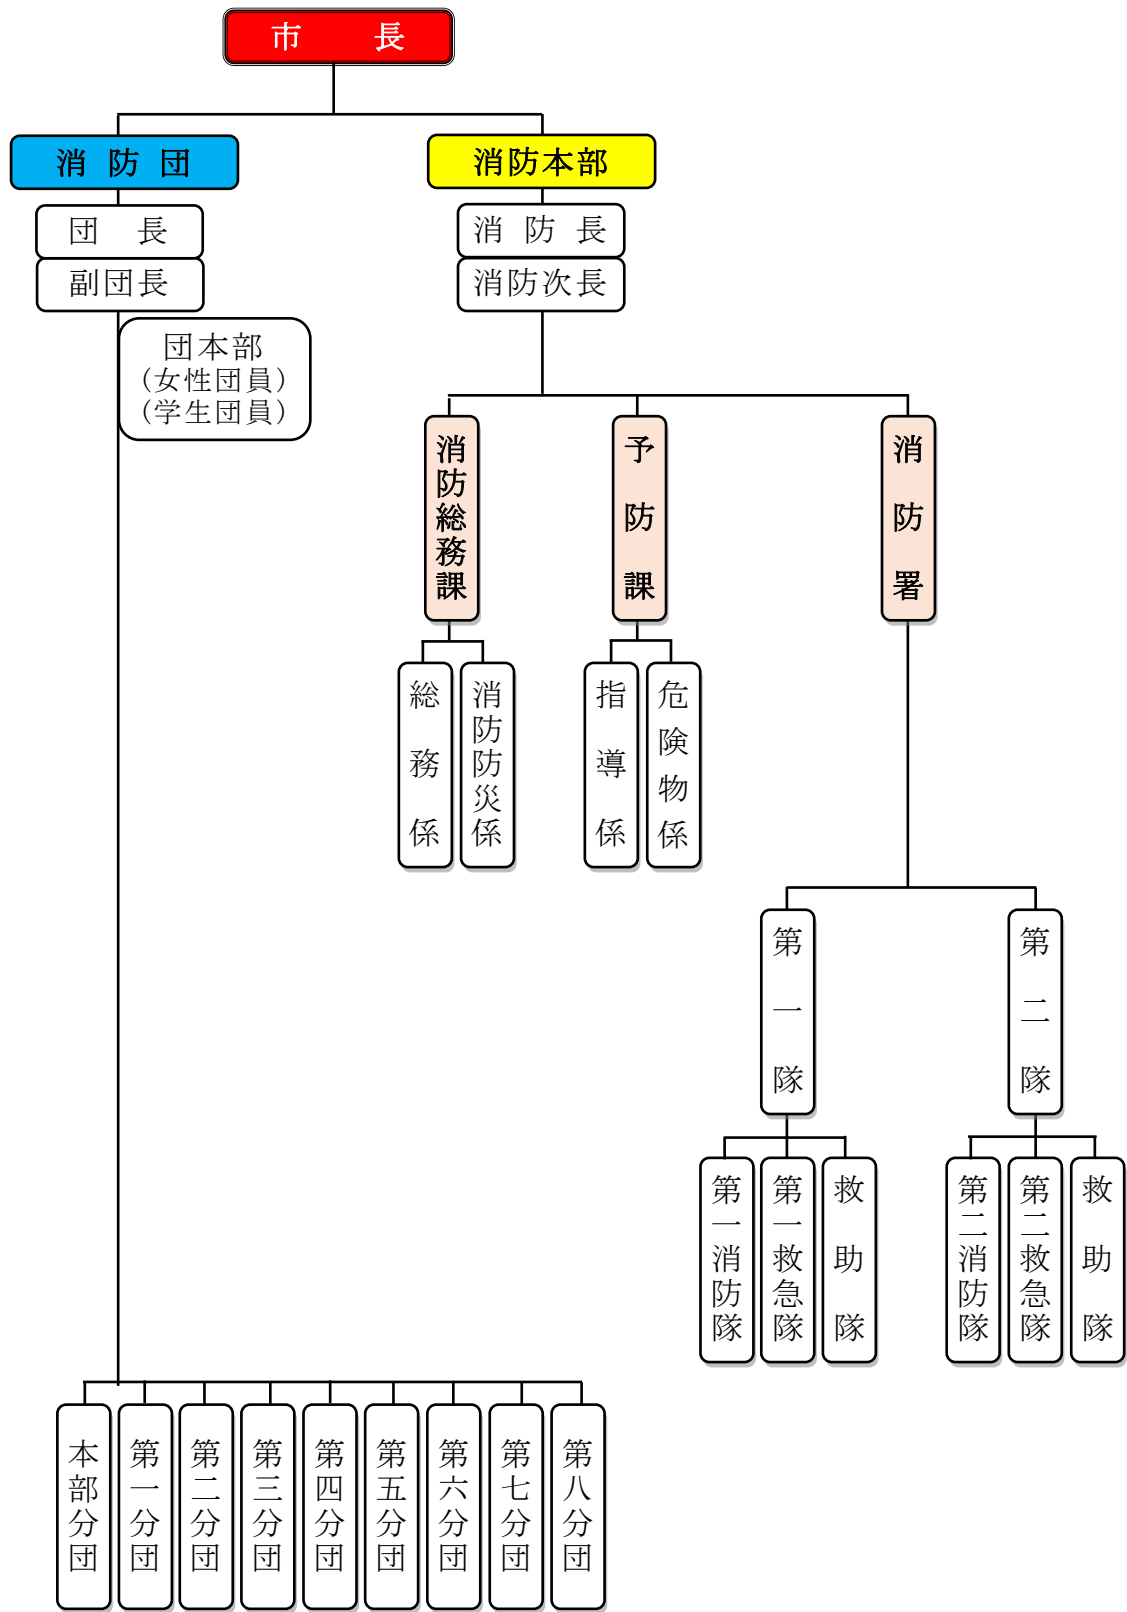 市　　長
消 防 団
消防本部
団　長
副団長
団本部
(女性団員)
(学生団員)
消 防 長
消防次長
消防総務課
予防課
消防署
総務係
消防防災係
指導係
危険物係
第一隊
第二隊
第一消防隊
第一救急隊
救助隊
第二消防隊
第二救急隊
救助隊
本部分団
第一分団
第二分団
第三分団
第四分団
第五分団
第六分団
第七分団
第八分団